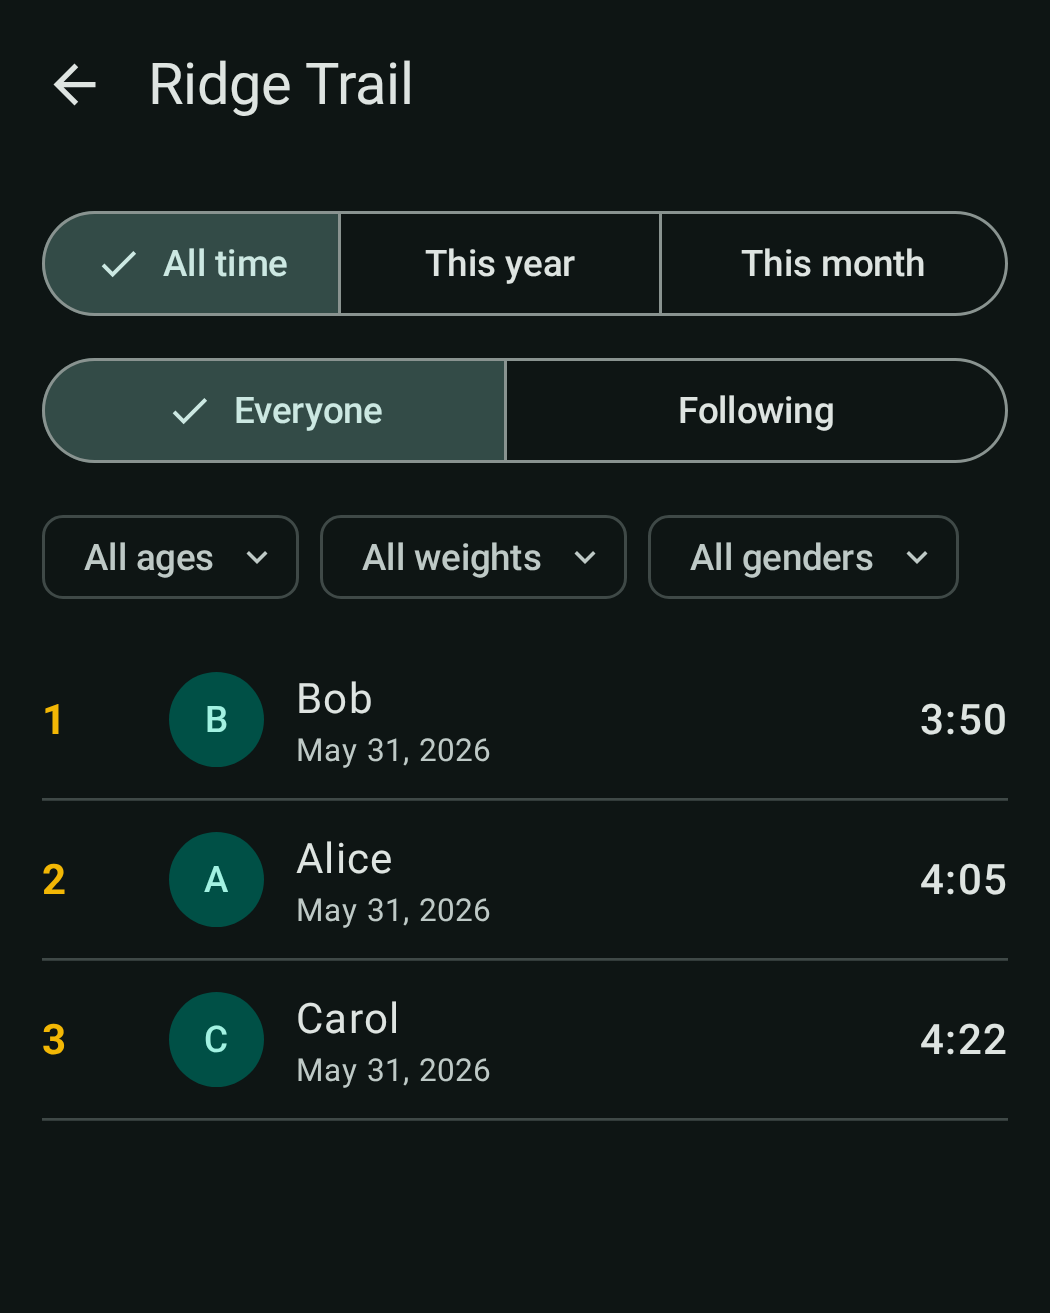 Ridge Trail
All time This year This month
Everyone Following
All ages All weights All genders
1 B Bob 3:50
May 31, 2026
2 A Alice 4:05
May 31, 2026
3 C Carol 4:22
May 31, 2026